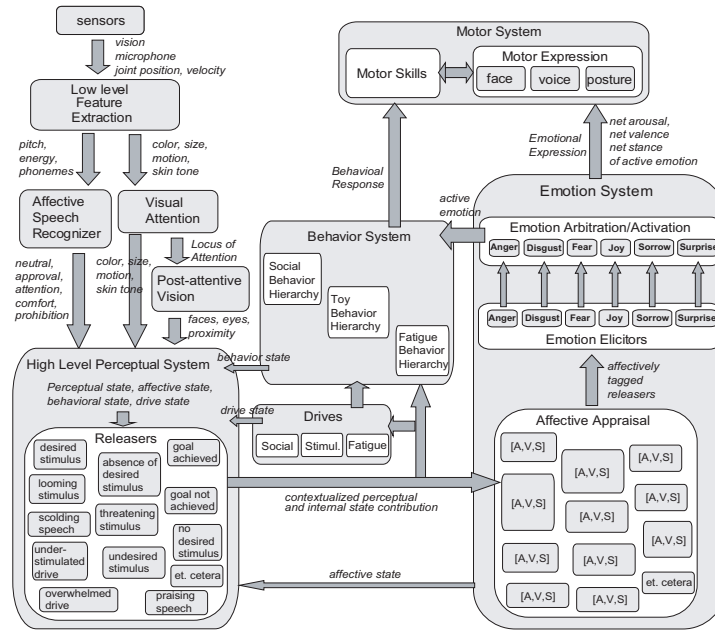 sensors
vision
microphone
joint position, velocity
Low level
Feature
Extraction
pitch,
energy,
phonemes
color, size,
motion,
skin tone
Affective
Speech
Recognizer
Visual
Attention
Locus of
Attention
Post-attentive
Vision
neutral,
approval,
attention,
comfort,
prohibition
color, size,
motion,
skin tone
faces, eyes,
proximity
High Level Perceptual System
Perceptual state, affective state,
behavioral state, drive state
Releasers
desired
stimulus
absence of
desired
stimulus
goal
achieved
looming
stimulus
goal not
achieved
scolding
speech
threatening
stimulus
no
desired
stimulus
under-
stimulated
drive
undesired
stimulus
et. cetera
overwhelmed
drive
praising
speech
Motor System
Motor Skills
Motor Expression
face
voice
posture
Behavioal
Response
Emotional
Expression
net arousal,
net valence
net stance
of active emotion
active
emotion
Behavior System
Social
Behavior
Hierarchy
Toy
Behavior
Hierarchy
Fatigue
Behavior
Hierarchy
behavior state
drive state
Drives
Social
Stimul.
Fatigue
contextualized perceptual
and internal state contribution
affective state
Emotion System
Emotion Arbitration/Activation
Anger
Disgust
Fear
Joy
Sorrow
Surprise
Anger
Disgust
Fear
Joy
Sorrow
Surprise
Emotion Elicitors
affectively
tagged
releasers
Affective Appraisal
[A,V,S]
[A,V,S]
[A,V,S]
[A,V,S]
[A,V,S]
[A,V,S]
[A,V,S]
[A,V,S]
[A,V,S]
et. cetera
[A,V,S]
[A,V,S]